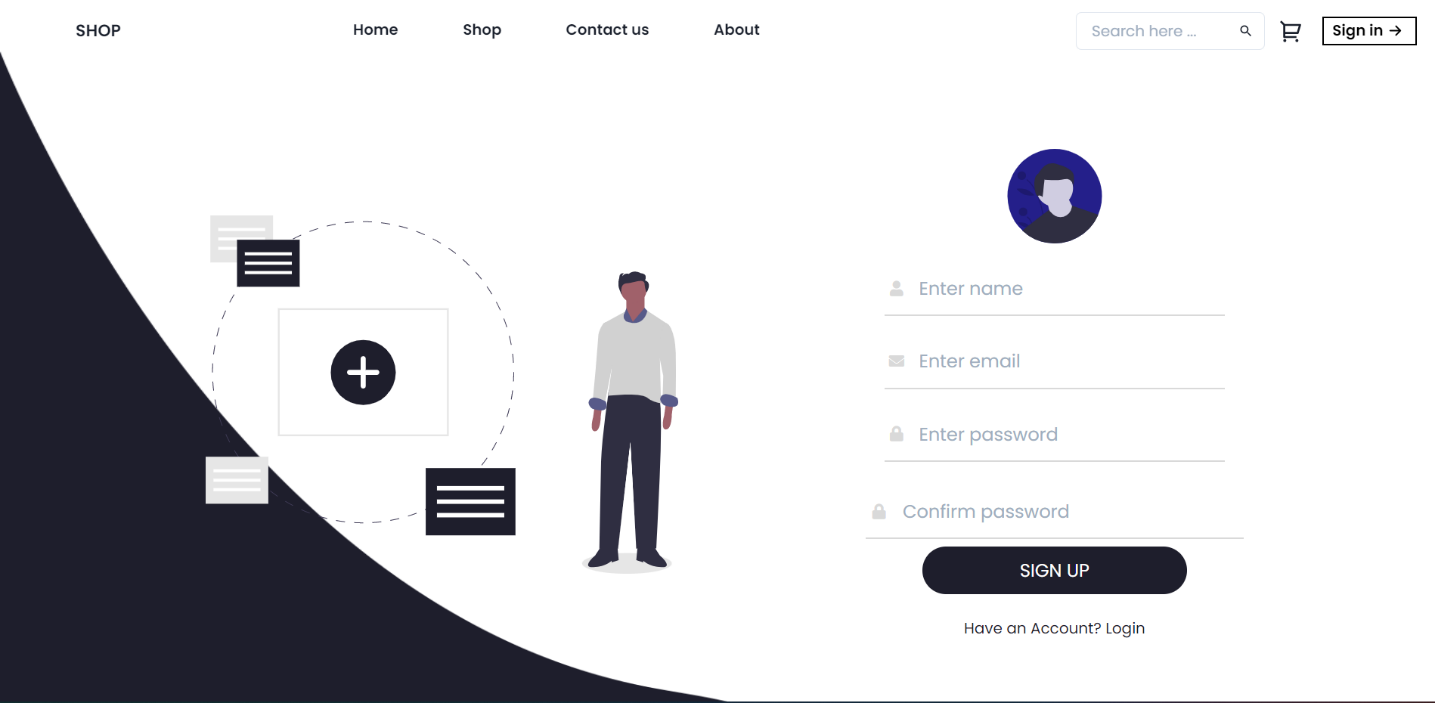 SHOP
Home
Shop
Contact us
About
Search here ...
Sign in →
Enter name
Enter email
Enter password
Confirm password
SIGN UP
Have an Account? Login